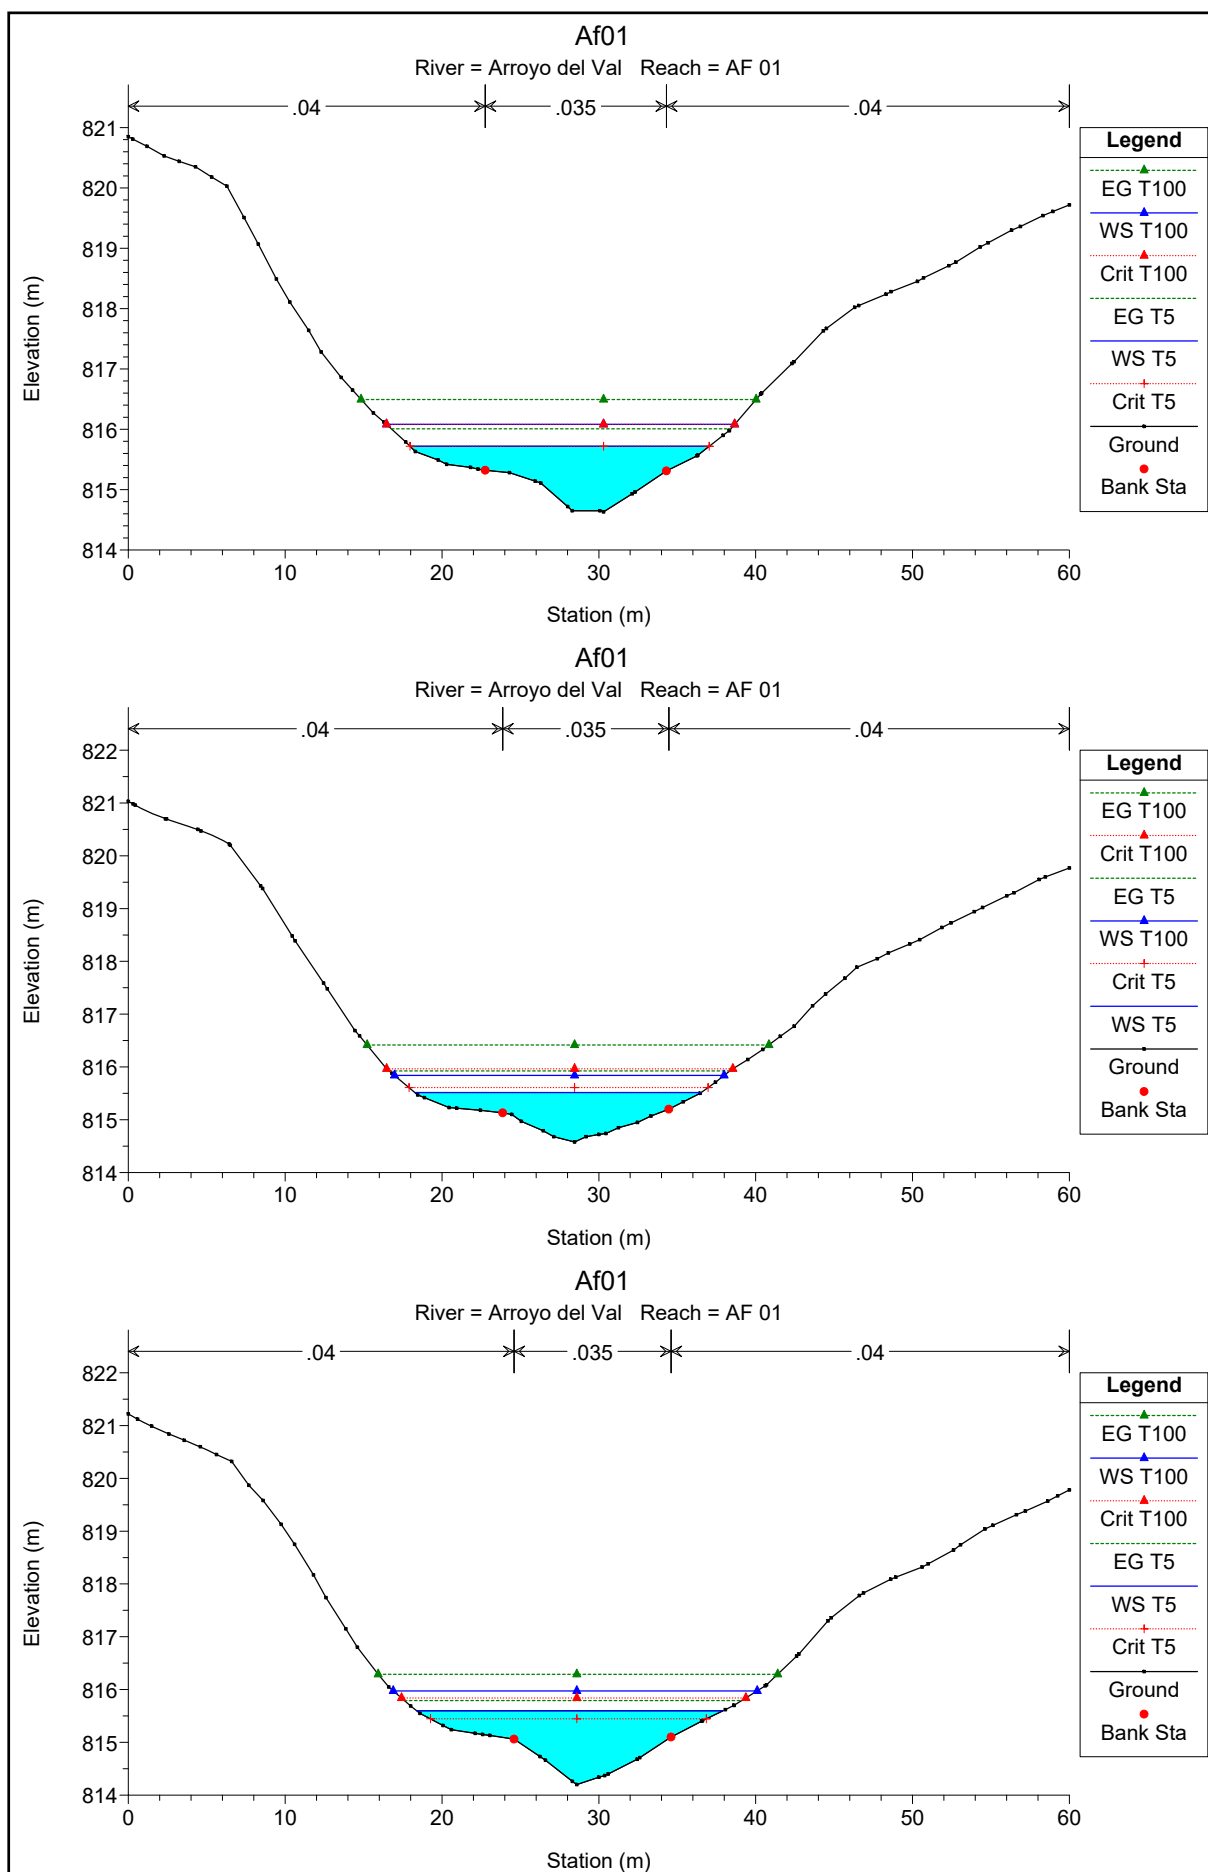 Af01
River = Arroyo del Val   Reach = AF 01
.04
.035
.04
821
820
819
818
817
816
815
814
Elevation (m)
0
10
20
30
40
50
60
Station (m)
Legend
EG T100
WS T100
Crit T100
EG T5
WS T5
Crit T5
Ground
Bank Sta
Af01
River = Arroyo del Val   Reach = AF 01
.04
.035
.04
822
821
820
819
818
817
816
815
814
Elevation (m)
0
10
20
30
40
50
60
Station (m)
Legend
EG T100
Crit T100
EG T5
WS T100
Crit T5
WS T5
Ground
Bank Sta
Af01
River = Arroyo del Val   Reach = AF 01
.04
.035
.04
822
821
820
819
818
817
816
815
814
Elevation (m)
0
10
20
30
40
50
60
Station (m)
Legend
EG T100
WS T100
Crit T100
EG T5
WS T5
Crit T5
Ground
Bank Sta